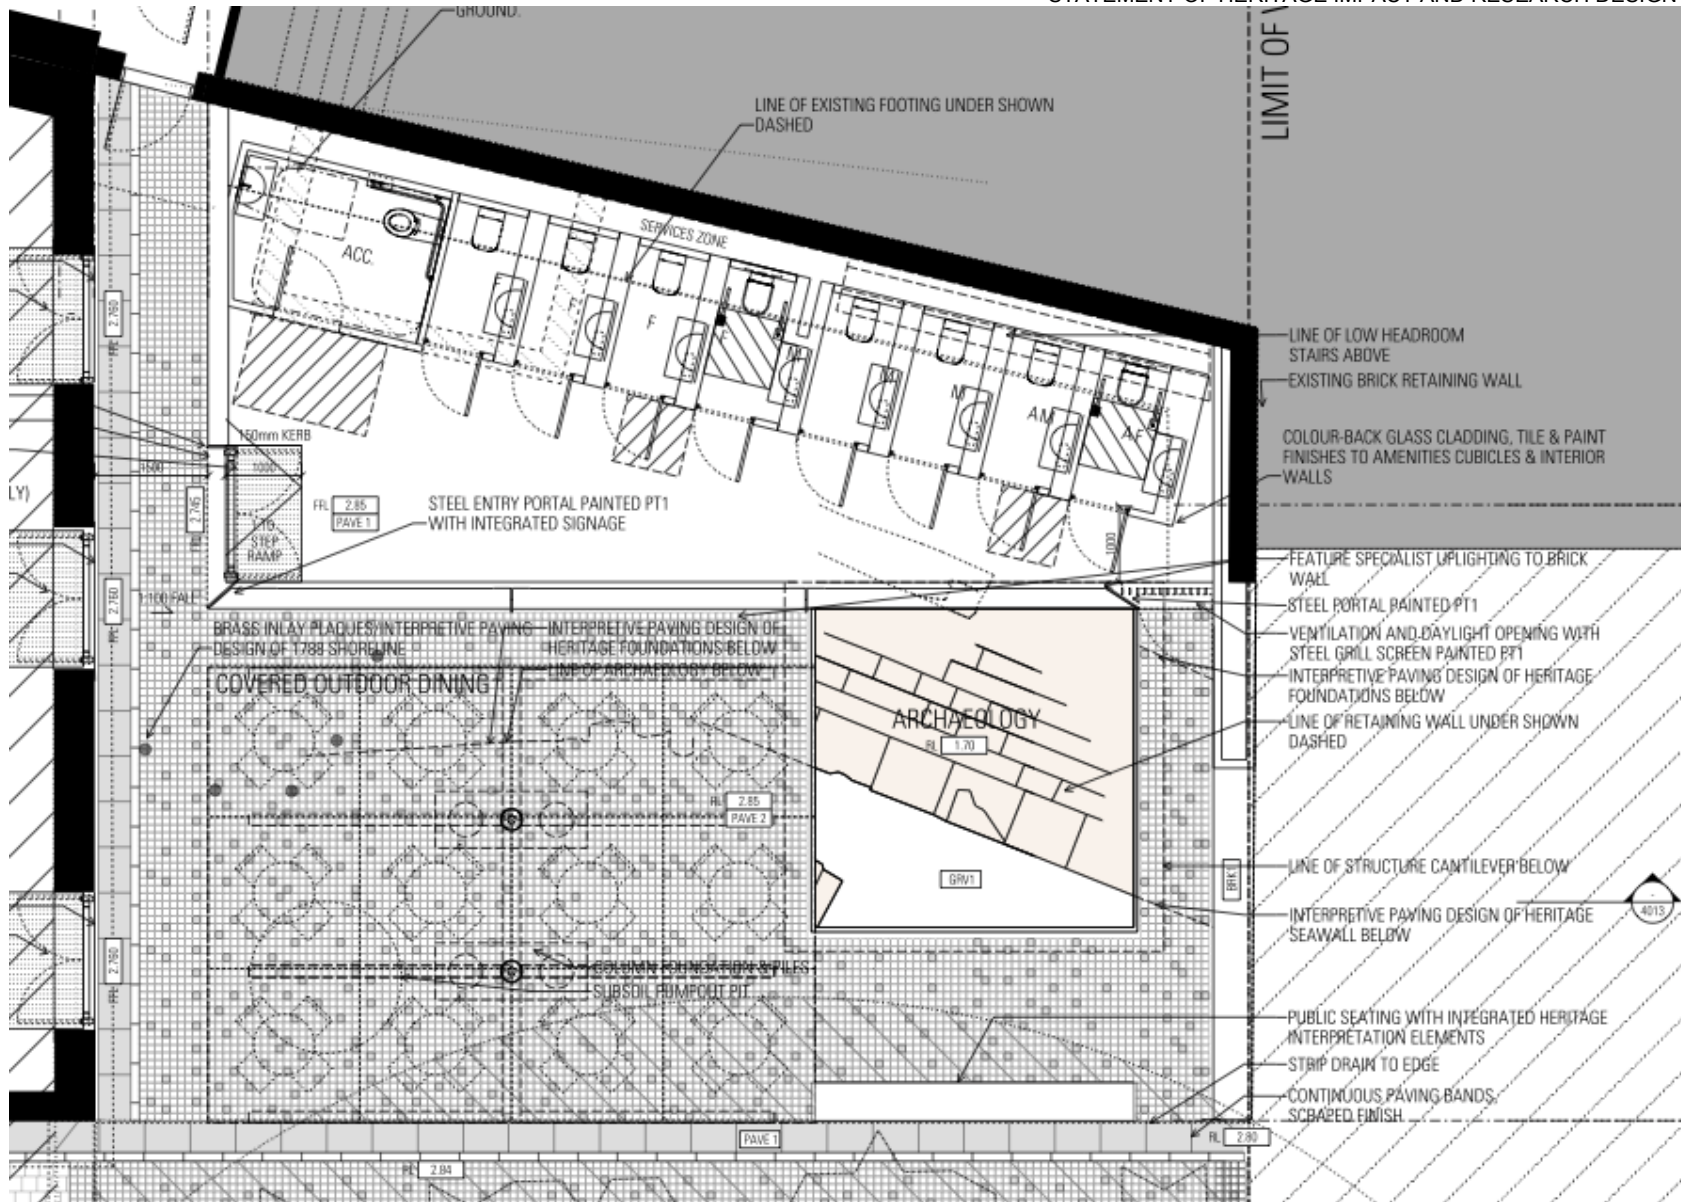 STATEMENT OF HERITAGE IMPACT AND RESEARCH DESIGN
GROUND.
LIMIT OF
LINE OF EXISTING FOOTING UNDER SHOWN
DASHED
SERVICES ZONE
ACC.
F
F
F
F
M
M
M
AM
AF
LINE OF LOW HEADROOM
STAIRS ABOVE
EXISTING BRICK RETAINING WALL
COLOUR-BACK GLASS CLADDING, TILE & PAINT
FINISHES TO AMENITIES CUBICLES & INTERIOR
WALLS
FFL 2.760
150mm KERB
1500
1000
LY)
FFL 2.745
FFL 2.85
PAVE 1
1:10
STEP
RAMP
STEEL ENTRY PORTAL PAINTED PT1
WITH INTEGRATED SIGNAGE
1000
FEATURE SPECIALIST UPLIGHTING TO BRICK
WALL
STEEL PORTAL PAINTED PT1
VENTILATION AND DAYLIGHT OPENING WITH
STEEL GRILL SCREEN PAINTED PT1
INTERPRETIVE PAVING DESIGN OF HERITAGE
FOUNDATIONS BELOW
LINE OF RETAINING WALL UNDER SHOWN
DASHED
FFL 2.760
1:100 FALL
BRASS INLAY PLAQUES/INTERPRETIVE PAVING
DESIGN OF 1788 SHORELINE
INTERPRETIVE PAVING DESIGN OF
HERITAGE FOUNDATIONS BELOW
LINE OF ARCHAEOLOGY BELOW
COVERED OUTDOOR DINING
ARCHAEOLOGY
RL 1.70
RL 2.85
PAVE 2
GRV1
BRK1
LINE OF STRUCTURE CANTILEVER BELOW
4013
INTERPRETIVE PAVING DESIGN OF HERITAGE
SEAWALL BELOW
FFL 2.760
COLUMN FOUNDATION & PILES
SUBSOIL PUMPOUT PIT
PUBLIC SEATING WITH INTEGRATED HERITAGE
INTERPRETATION ELEMENTS
STRIP DRAIN TO EDGE
CONTINUOUS PAVING BANDS,
SCRAPED FINISH
PAVE 1
RL 2.80
RL 2.84